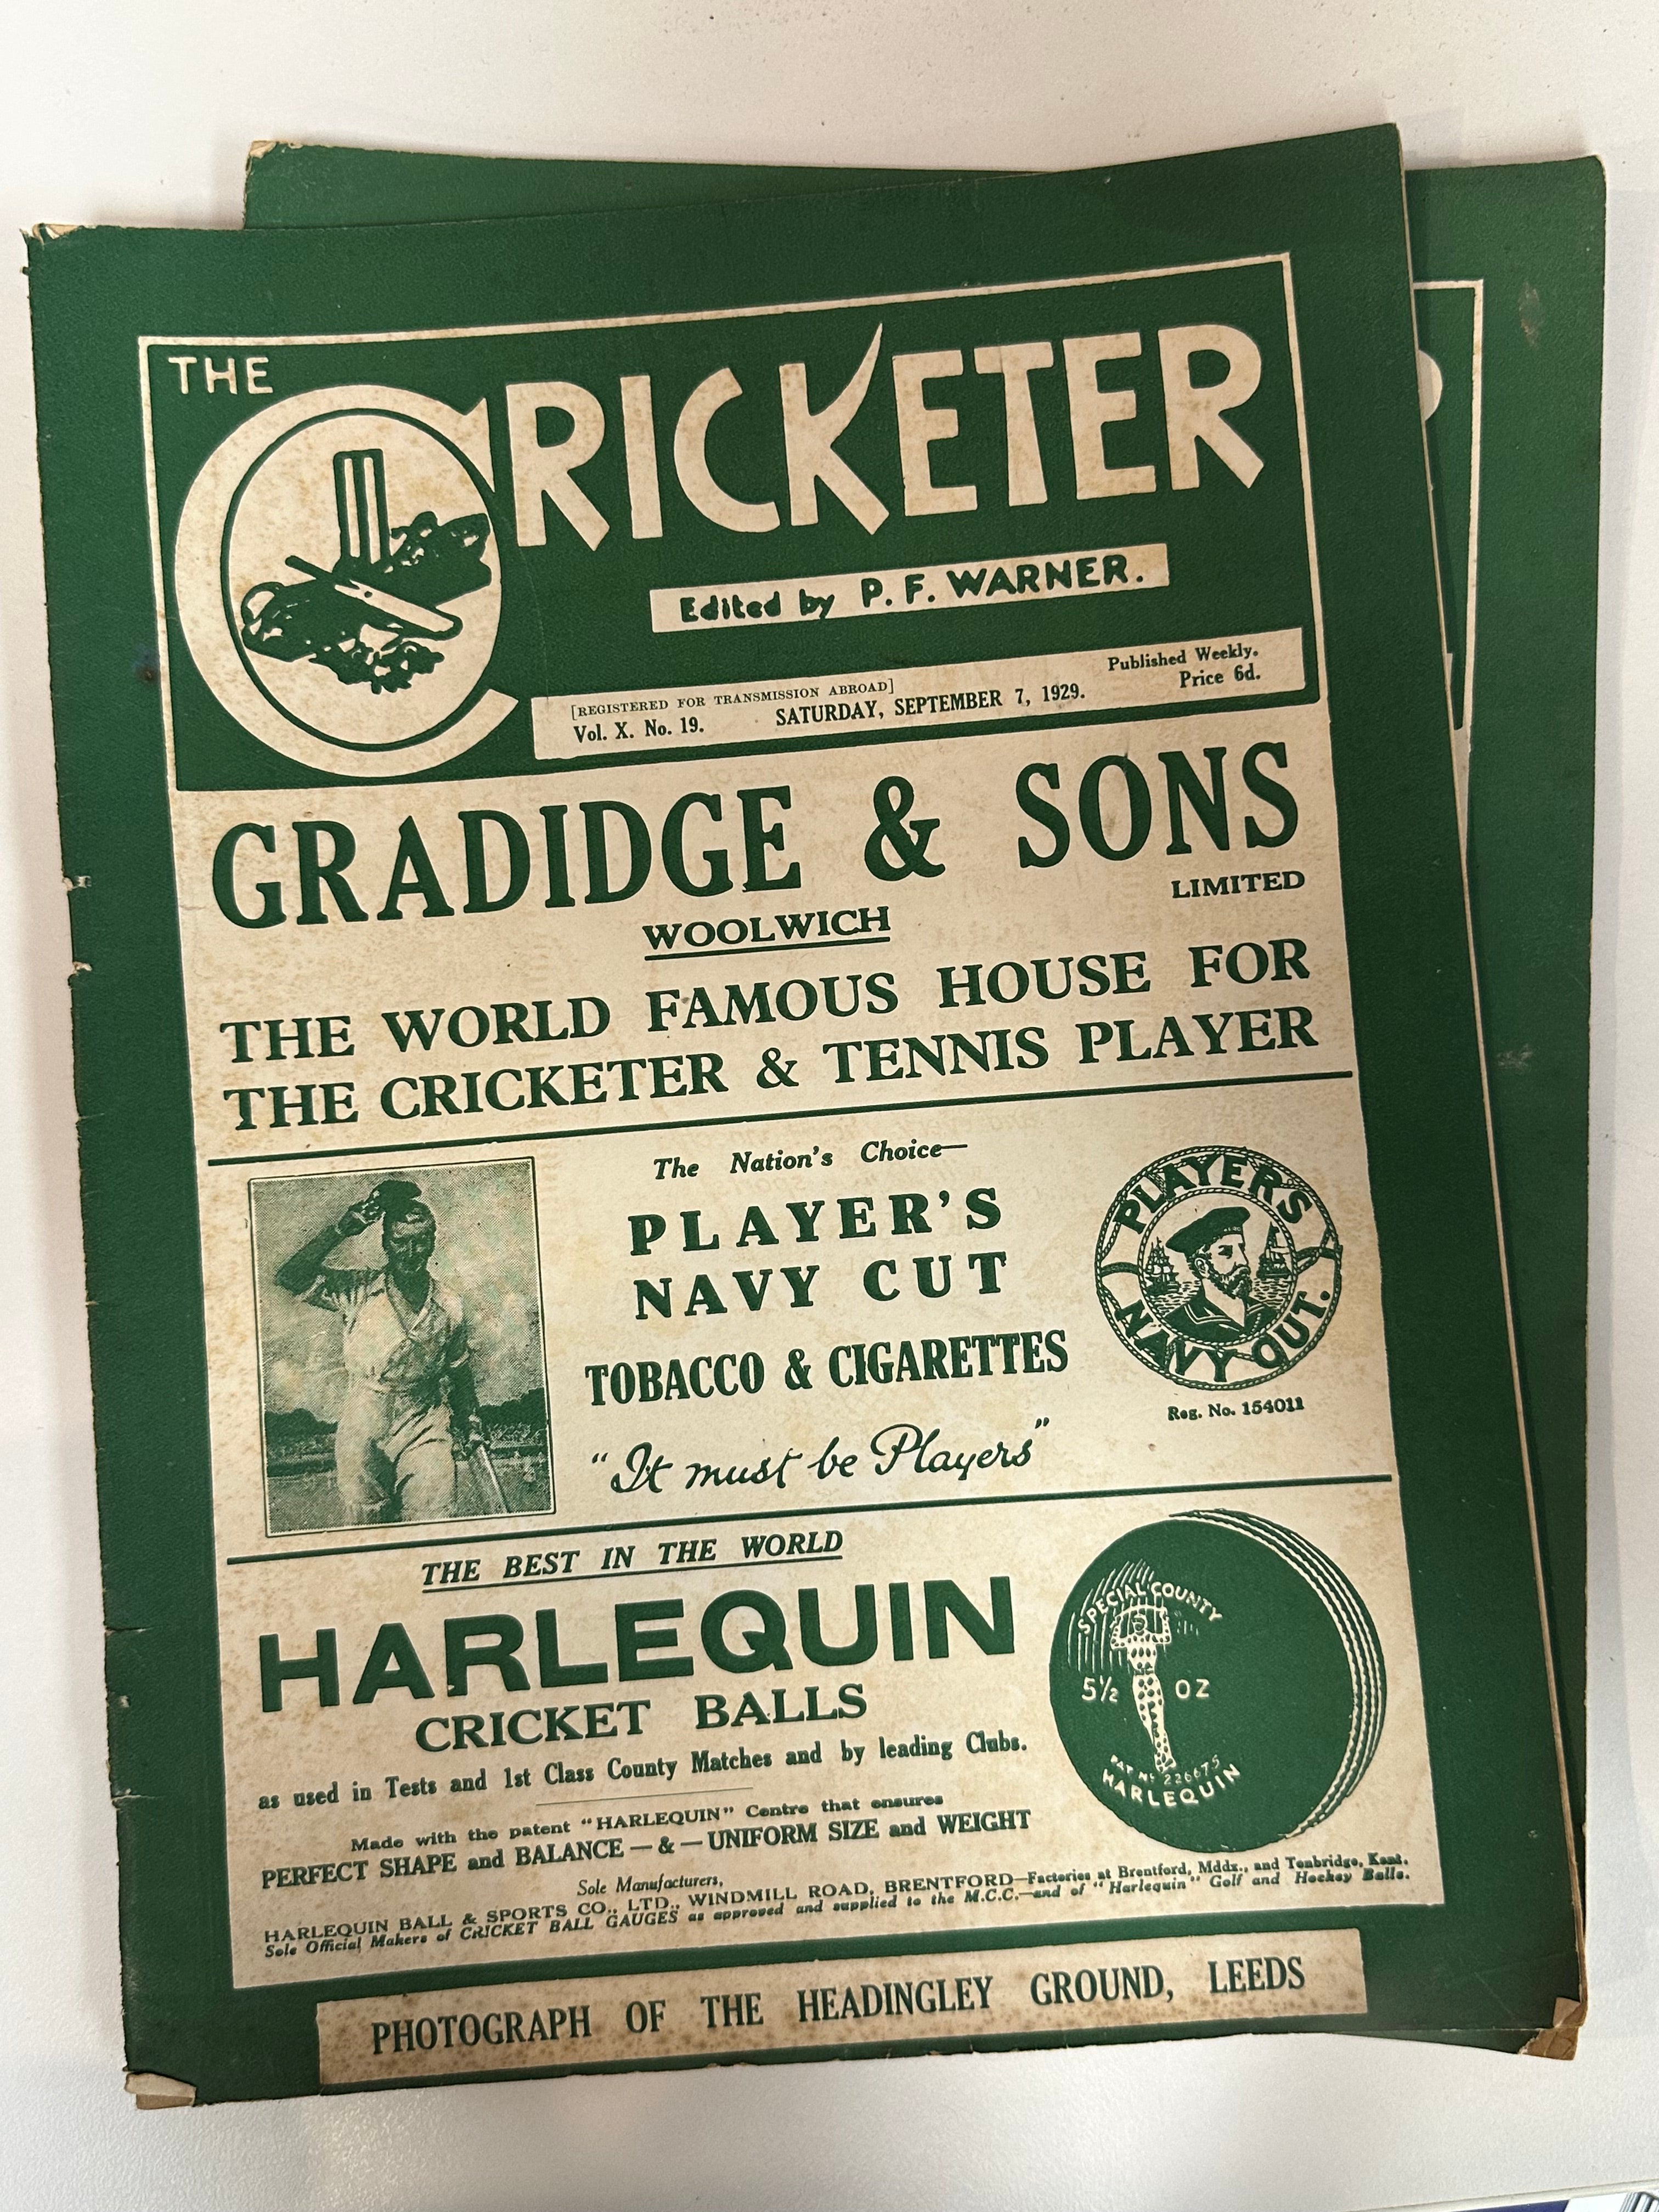 THE
CRICKETER
Edited by P. F. WARNER.
[REGISTERED FOR TRANSMISSION ABROAD]
Published Weekly.
Vol. X. No. 19. SATURDAY, SEPTEMBER 7, 1929. Price 6d.
GRADIDGE & SONS
LIMITED
WOOLWICH
THE WORLD FAMOUS HOUSE FOR
THE CRICKETER & TENNIS PLAYER
The Nation's Choice—
PLAYER'S
NAVY CUT
TOBACCO & CIGARETTES
"It must be Players"
PLAYER'S
NAVY CUT.
Reg. No. 154011
THE BEST IN THE WORLD
HARLEQUIN
CRICKET BALLS
as used in Tests and 1st Class County Matches and by leading Clubs.
Made with the patent "HARLEQUIN" Centre that ensures
PERFECT SHAPE and BALANCE — & — UNIFORM SIZE and WEIGHT
SPECIAL COUNTY
5½ OZ
PAT Nº 226675
HARLEQUIN
Sole Manufacturers,
HARLEQUIN BALL & SPORTS CO., LTD., WINDMILL ROAD, BRENTFORD—Factories at Brentford, Mddx., and Tonbridge, Kent.
Sole Official Makers of CRICKET BALL GAUGES as approved and supplied to the M.C.C.—and of "Harlequin" Golf and Hockey Balls.
PHOTOGRAPH OF THE HEADINGLEY GROUND, LEEDS